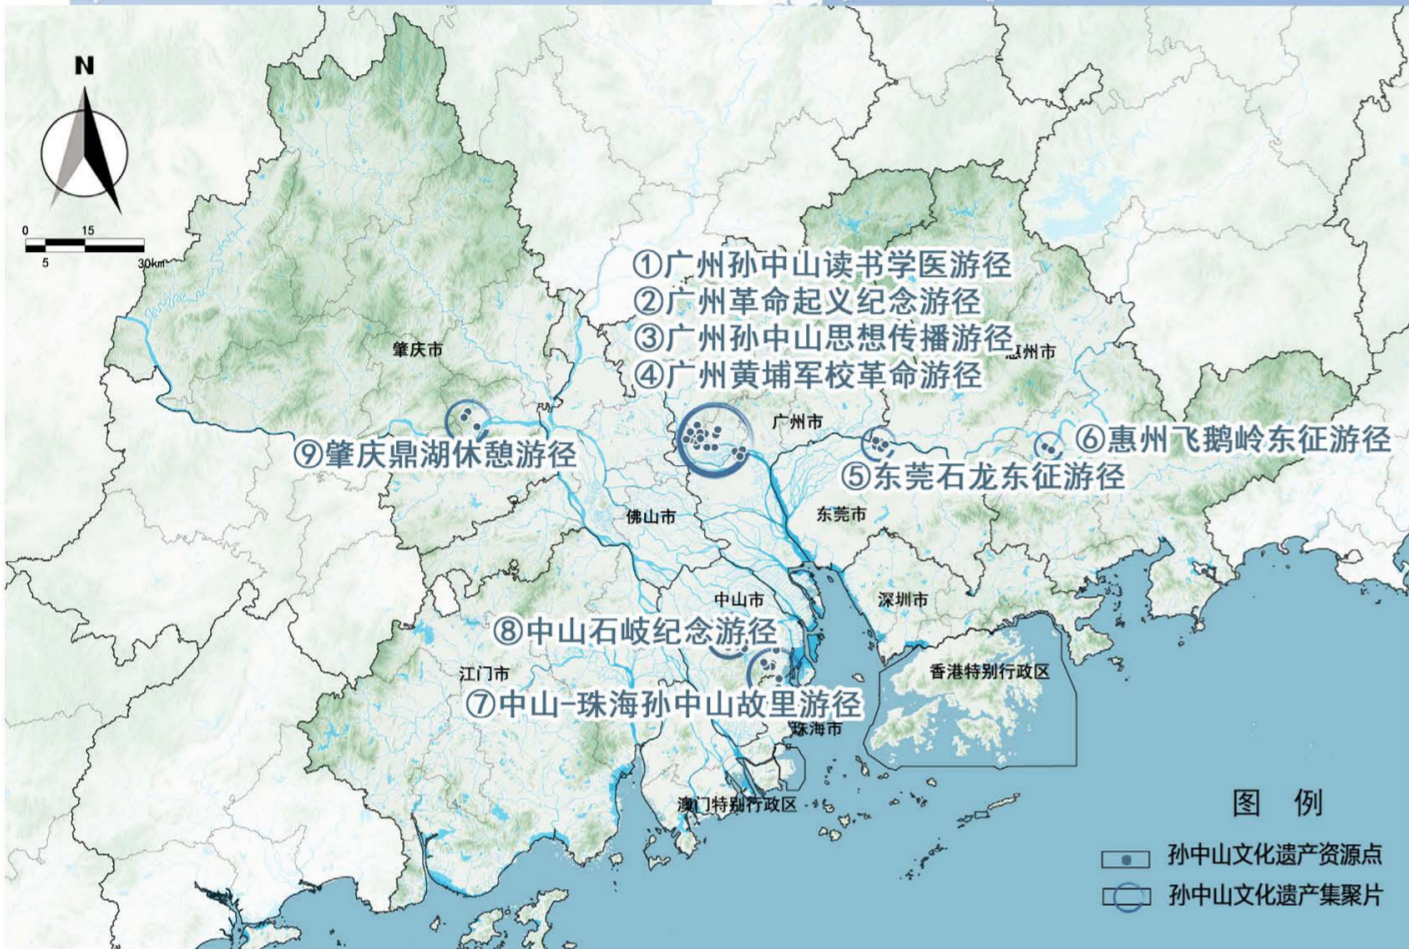 N
0 15
5 30km
①广州孙中山读书学医游径
②广州革命起义纪念游径
③广州孙中山思想传播游径
惠州市
④广州黄埔军校革命游径
肇庆市
广州市
⑥惠州飞鹅岭东征游径
⑨肇庆鼎湖休憩游径
⑤东莞石龙东征游径
佛山市
东莞市
中山市
深圳市
⑧中山石岐纪念游径
江门市
香港特别行政区
⑦中山-珠海孙中山故里游径
珠海市
澳门特别行政区
图 例
孙中山文化遗产资源点
孙中山文化遗产集聚片